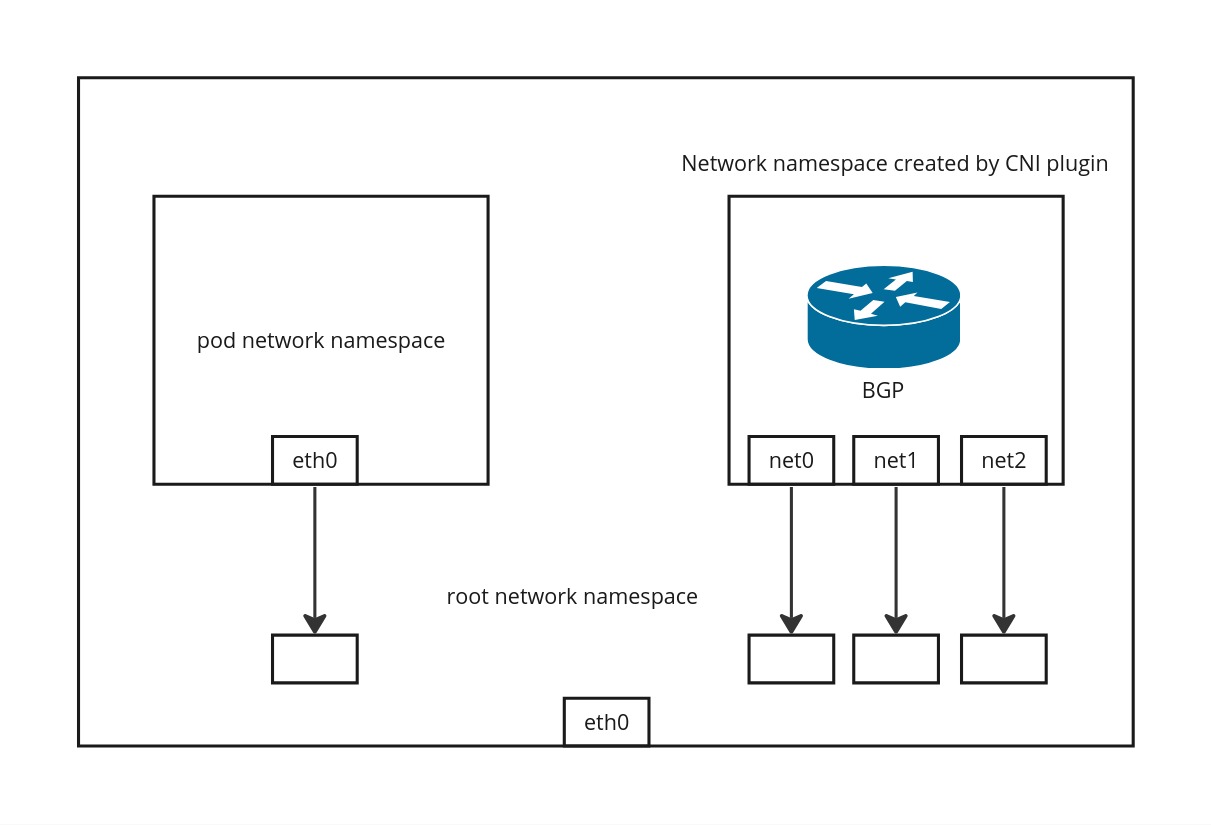 Network namespace created by CNI plugin
pod network namespace
BGP
eth0
net0
net1
net2
root network namespace
eth0